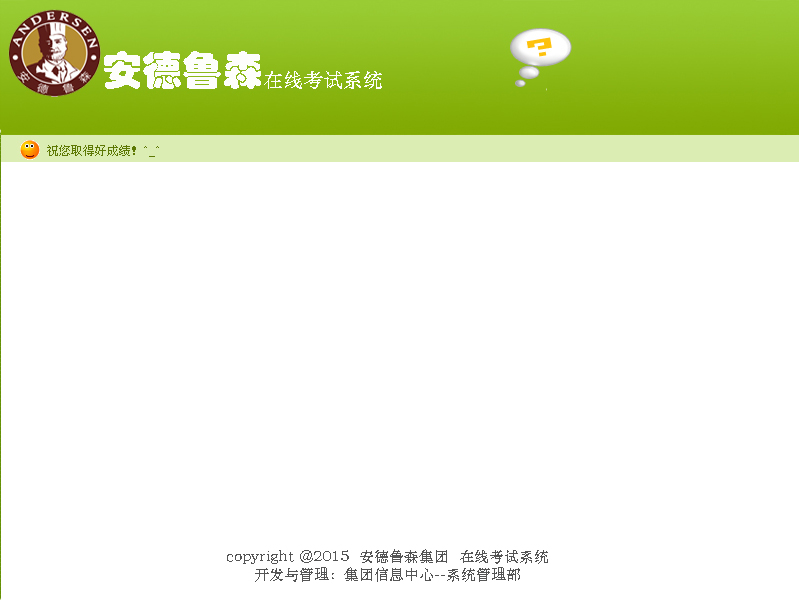 ANDERSEN
安德鲁森
安德鲁森在线考试系统
?
祝您取得好成绩！^_^
copyright @2015 安德鲁森集团 在线考试系统
开发与管理：集团信息中心--系统管理部